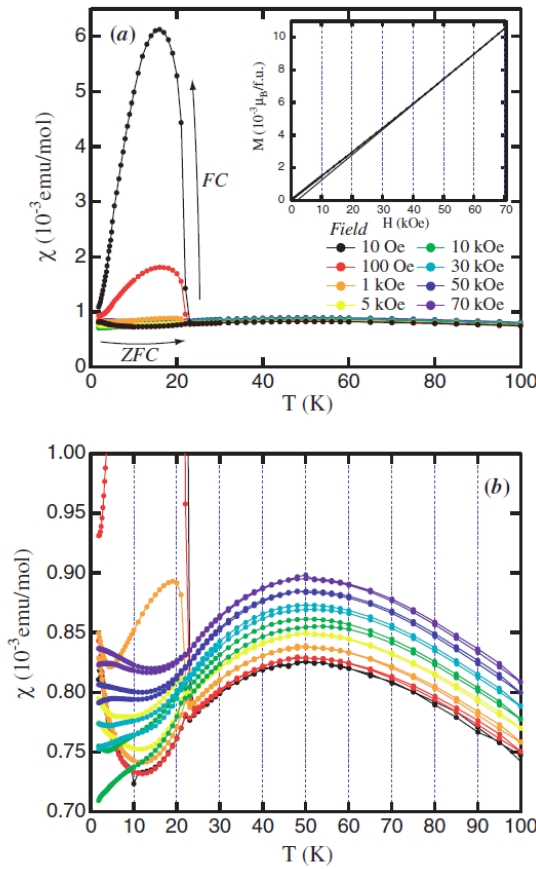 (a)
6
5
4
3
2
1
0
χ (10⁻³ emu/mol)
0 20 40 60 80 100
T (K)
FC
ZFC
10
8
6
4
2
0
M (10⁻³μB/f.u.)
0 10 20 30 40 50 60 70
H (kOe)
Field
10 Oe 10 kOe
100 Oe 30 kOe
1 kOe 50 kOe
5 kOe 70 kOe
(b)
1.00
0.95
0.90
0.85
0.80
0.75
0.70
χ (10⁻³ emu/mol)
0 10 20 30 40 50 60 70 80 90 100
T (K)